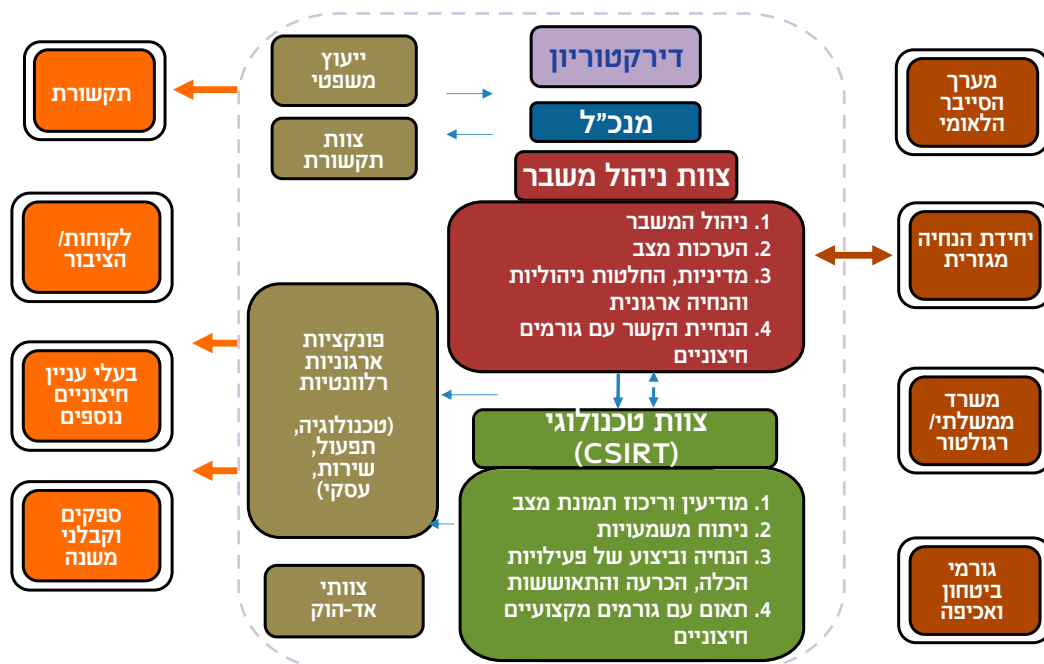 דירקטוריון
מנכ"ל
צוות ניהול משבר
1. ניהול המשבר
2. הערכות מצב
3. מדיניות, החלטות ניהוליות
והנחיה ארגונית
4. הנחיית הקשר עם גורמים
חיצוניים
צוות טכנולוגי
(CSIRT)
1. מודיעין וריכוז תמונת מצב
2. ניתוח משמעויות
3. הנחיה וביצוע של פעילויות
הכלה, הכרעה והתאוששות
4. תאום עם גורמים מקצועיים
חיצוניים
מערך
הסייבר
הלאומי
יחידת הנחיה
מגזרית
משרד
ממשלתי/
רגולטור
גורמי
ביטחון
ואכיפה
ייעוץ
משפטי
צוות
תקשורת
פונקציות
ארגוניות
רלוונטיות
(טכנולוגיה,
תפעול,
שירות,
עסקי)
צוותי
אד-הוק
תקשורת
לקוחות/
הציבור
בעלי עניין
חיצוניים
נוספים
ספקים
וקבלני
משנה